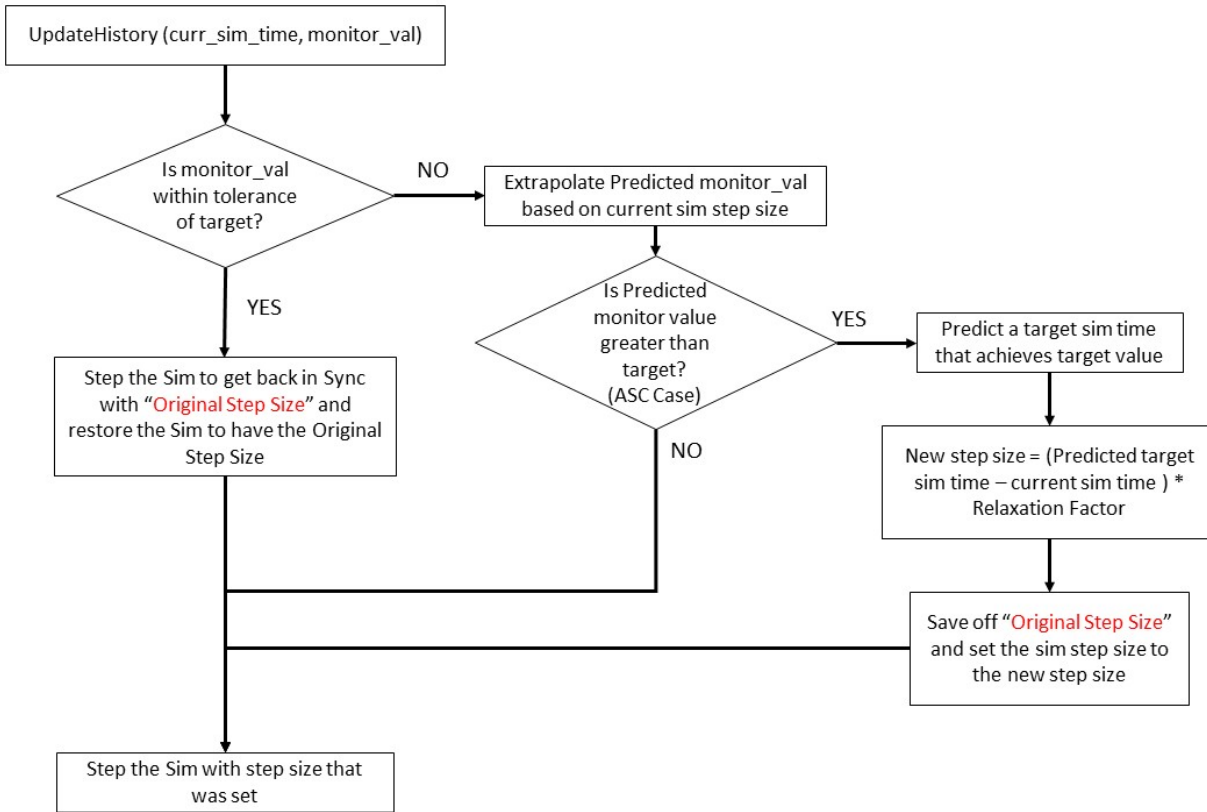 UpdateHistory (curr_sim_time, monitor_val)
Is monitor_val
within tolerance
of target?
NO
Extrapolate Predicted monitor_val
based on current sim step size
YES
Is Predicted
monitor value
greater than
target?
(ASC Case)
YES
Predict a target sim time
that achieves target value
Step the Sim to get back in Sync
with “Original Step Size” and
restore the Sim to have the Original
Step Size
NO
New step size = (Predicted target
sim time – current sim time ) *
Relaxation Factor
Save off “Original Step Size”
and set the sim step size to
the new step size
Step the Sim with step size that
was set